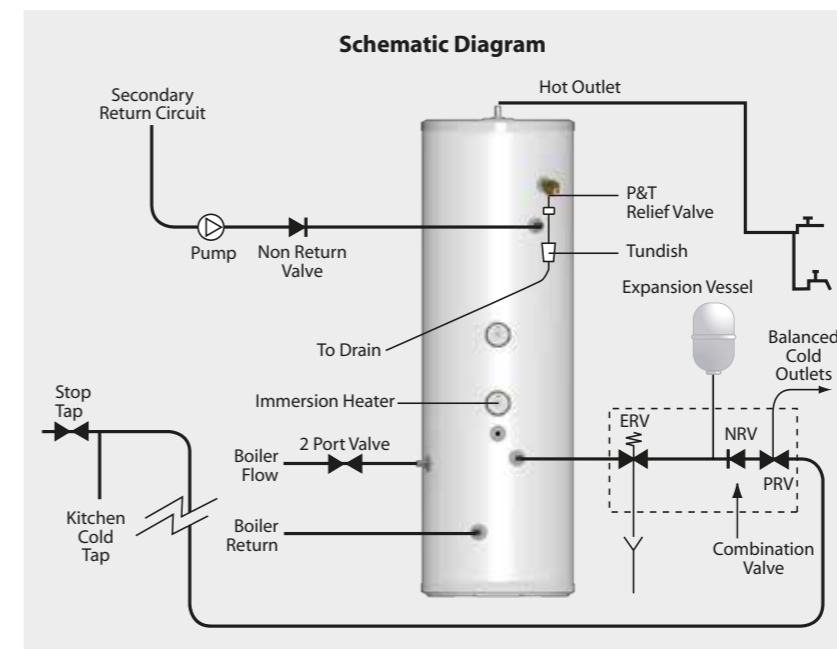 Schematic Diagram
Hot Outlet
Secondary
Return Circuit
P&T
Relief Valve
Pump
Non Return
Valve
Tundish
Expansion Vessel
To Drain
Balanced
Cold
Outlets
Stop
Tap
Immersion Heater
ERV
NRV
2 Port Valve
Boiler
Flow
PRV
Kitchen
Cold
Tap
Boiler
Return
Combination
Valve